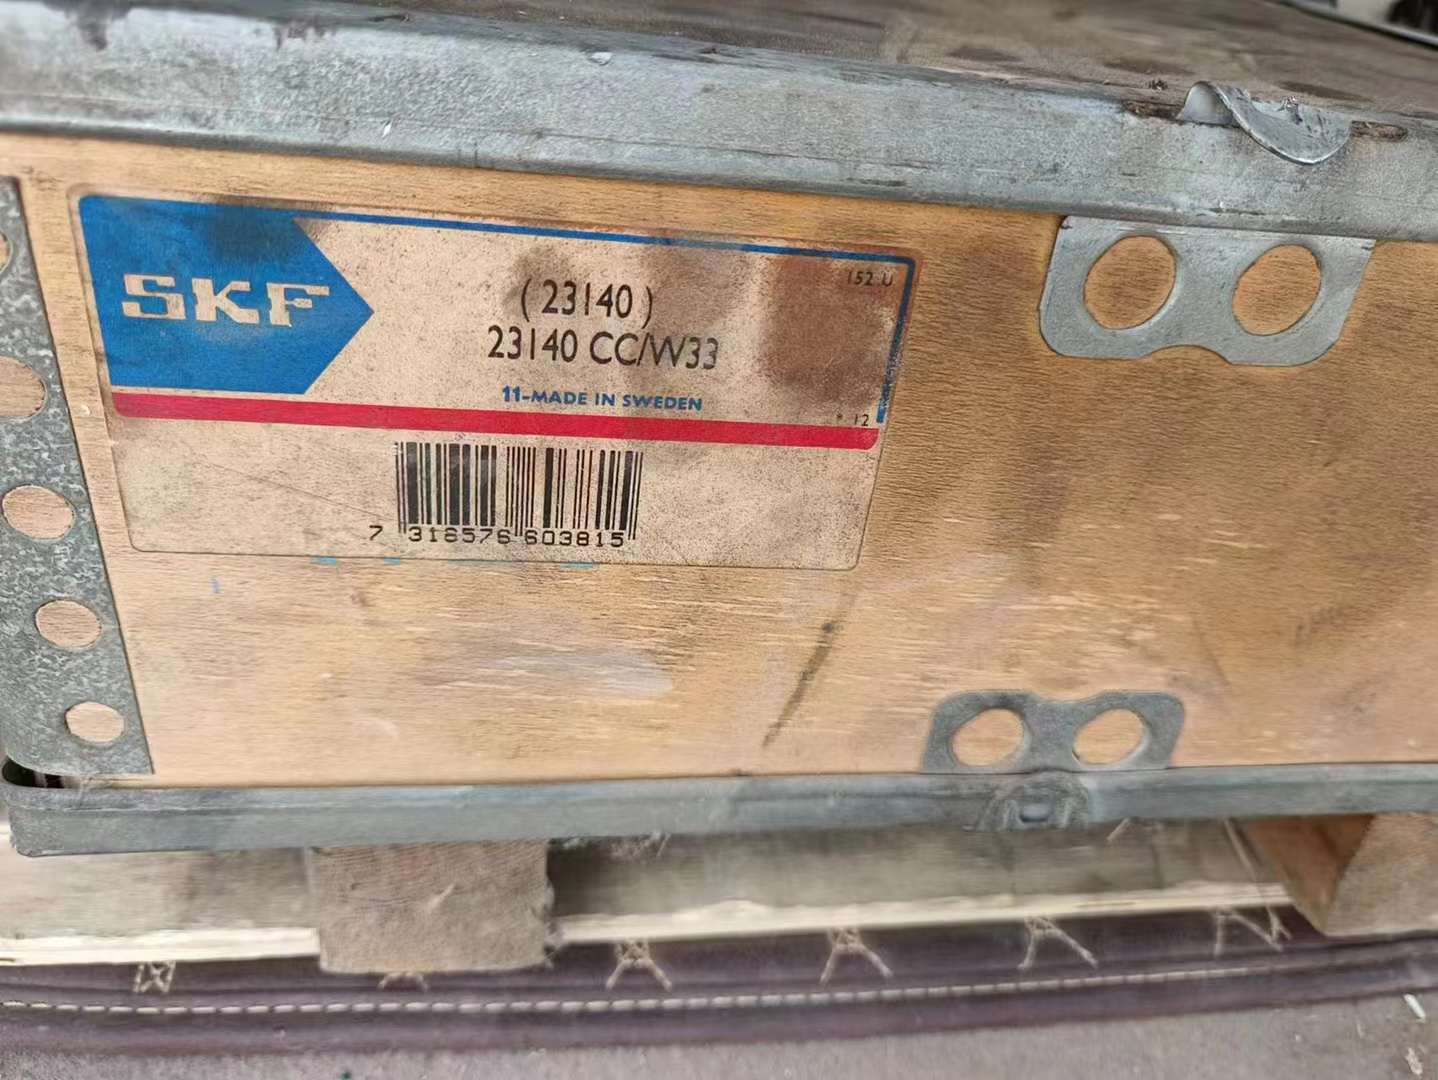 SKF
152 U
( 23140 )
23140 CC/W33
11-MADE IN SWEDEN
* 12
7 316576 603815